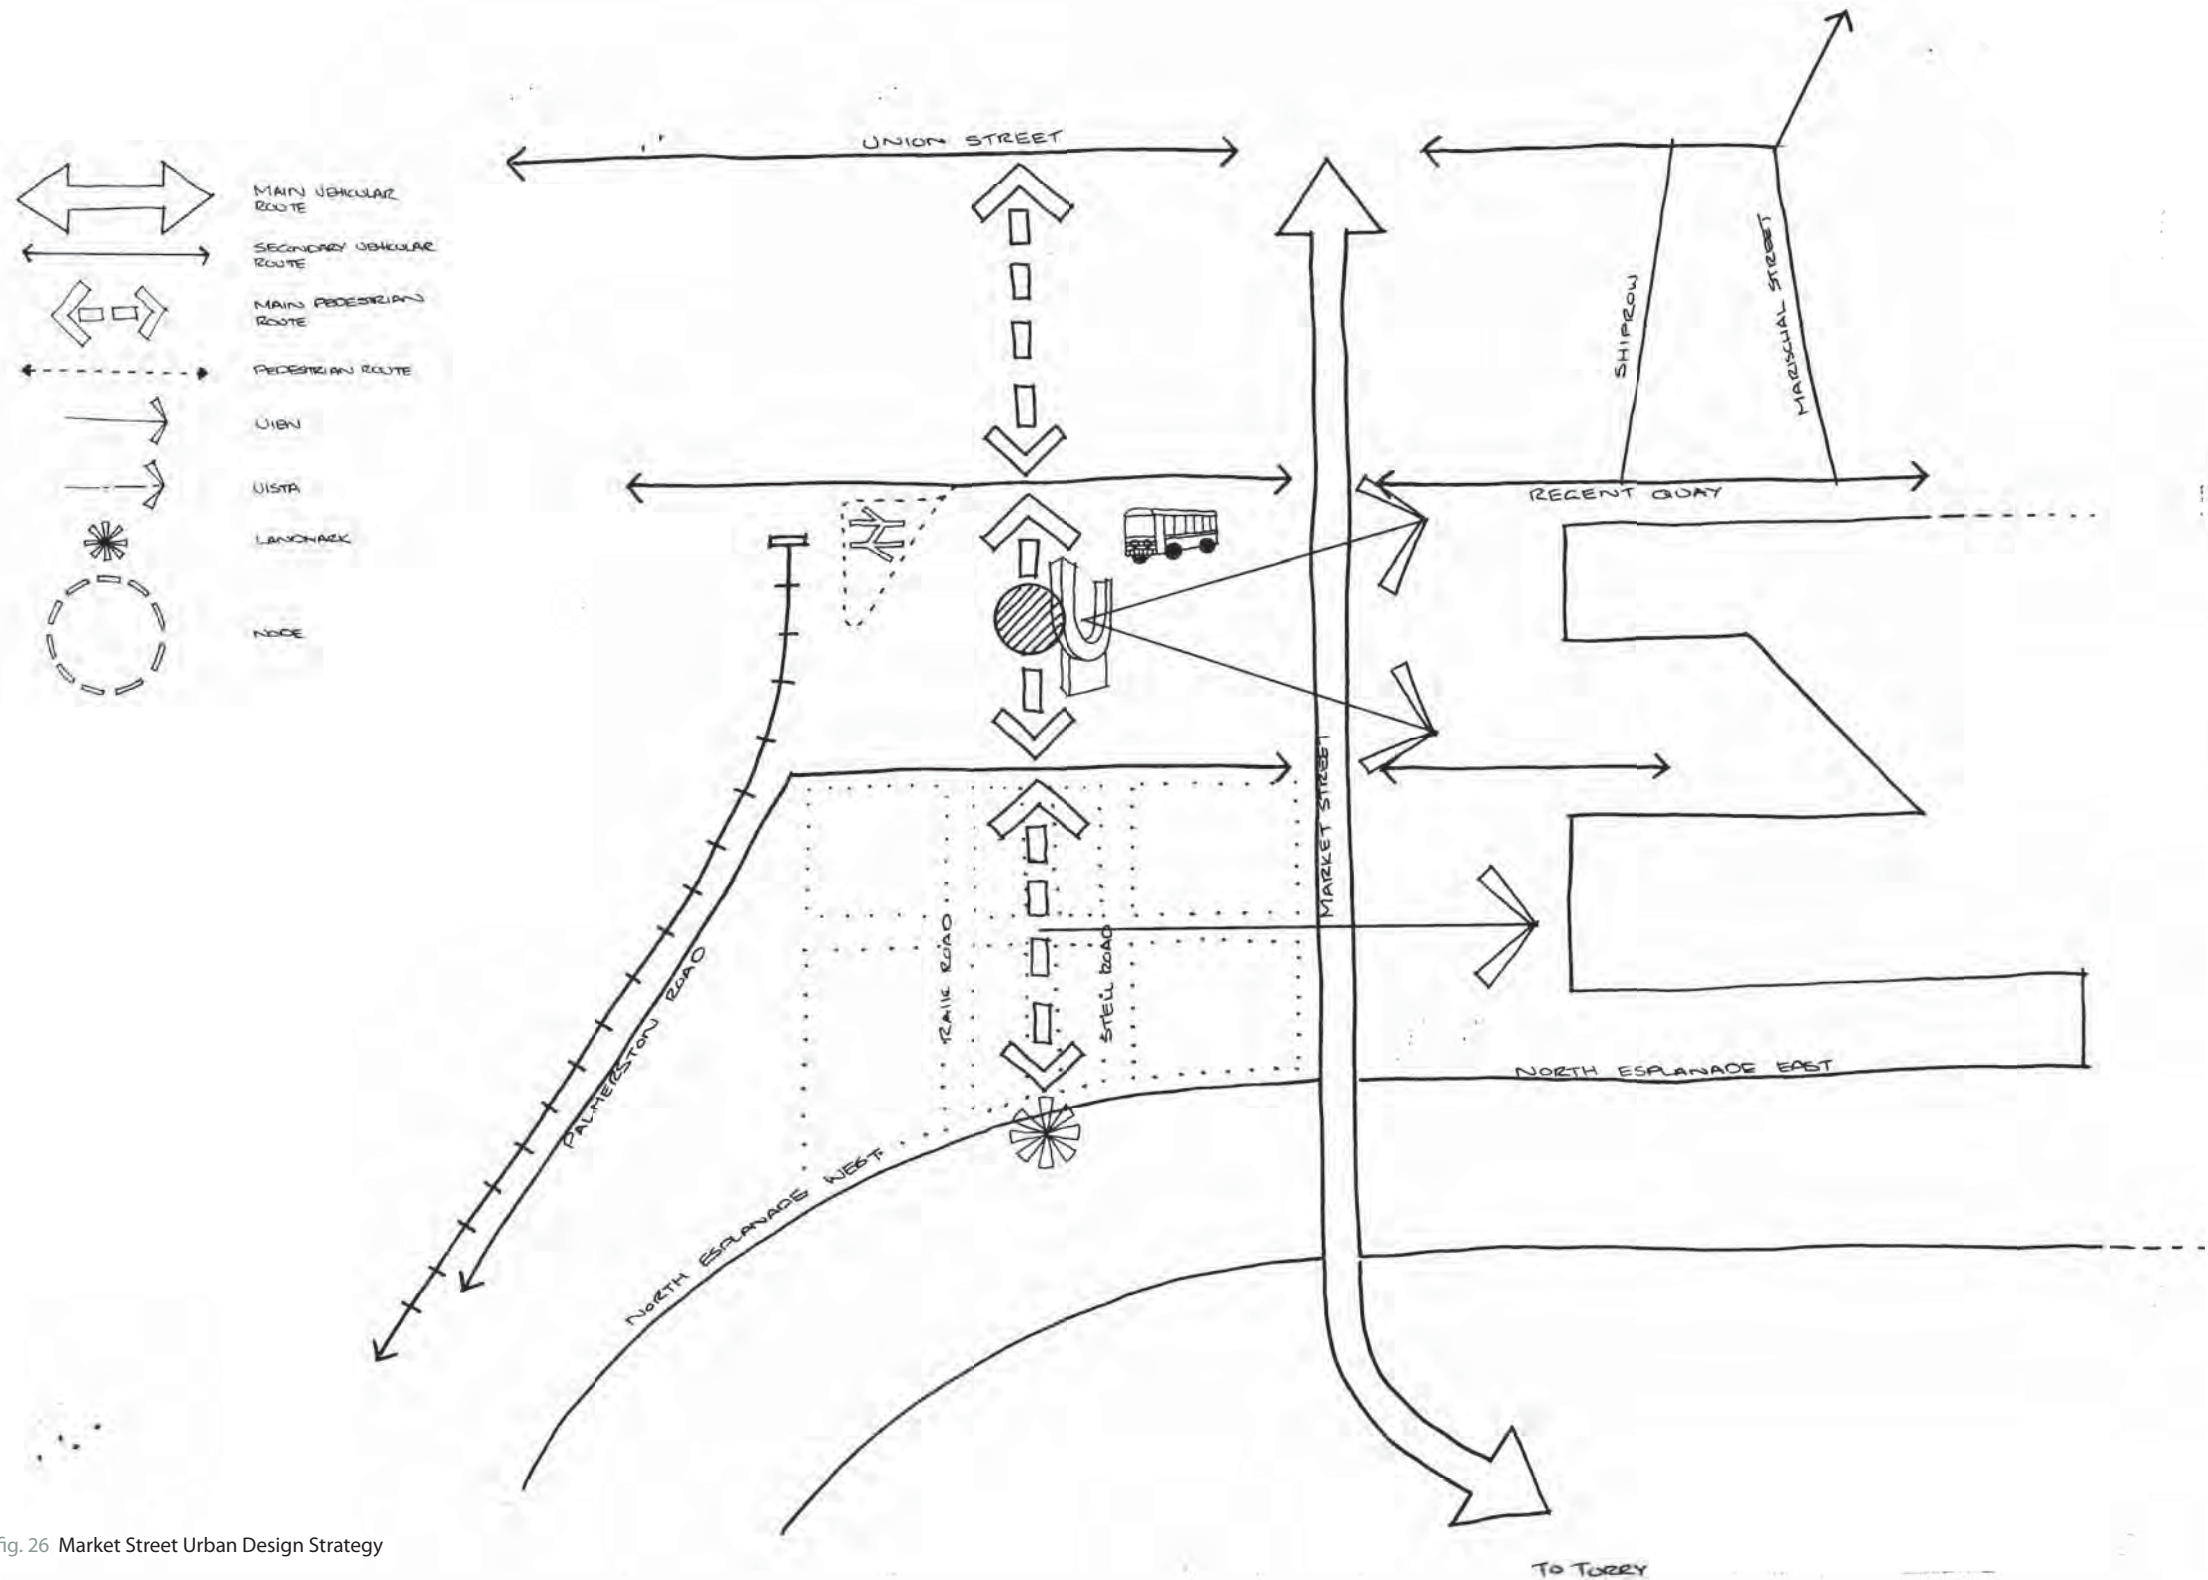 UNION STREET
MAIN VEHICULAR
ROUTE
SECONDARY VEHICULAR
ROUTE
MAIN PEDESTRIAN
ROUTE
PEDESTRIAN ROUTE
VIEW
VISTA
LANDMARK
NODE
SHIPROW
MARISCHAL STREET
REGENT QUAY
MARKET STREET
RAIK ROAD
STELL ROAD
PALMERSTON ROAD
NORTH ESPLANADE WEST
NORTH ESPLANADE EAST
fig. 26 Market Street Urban Design Strategy
TO TORRY